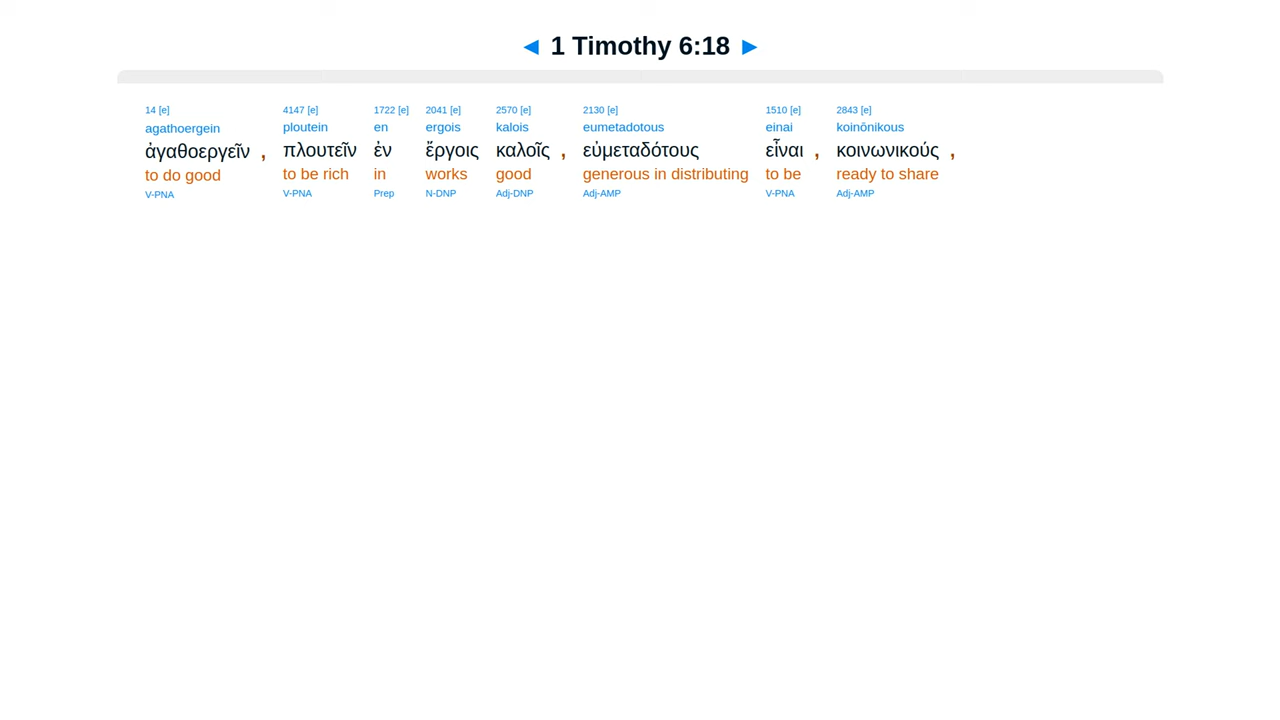 ◄ 1 Timothy 6:18 ►
14 [e] 4147 [e] 1722 [e] 2041 [e] 2570 [e] 2130 [e] 1510 [e] 2843 [e]
agathoergein ploutein en ergois kalois eumetadotous einai koinōnikous
ἀγαθοεργεῖν , πλουτεῖν ἐν ἔργοις καλοῖς , εὐμεταδότους εἶναι , κοινωνικούς ,
to do good to be rich in works good generous in distributing to be ready to share
V-PNA V-PNA Prep N-DNP Adj-DNP Adj-AMP V-PNA Adj-AMP